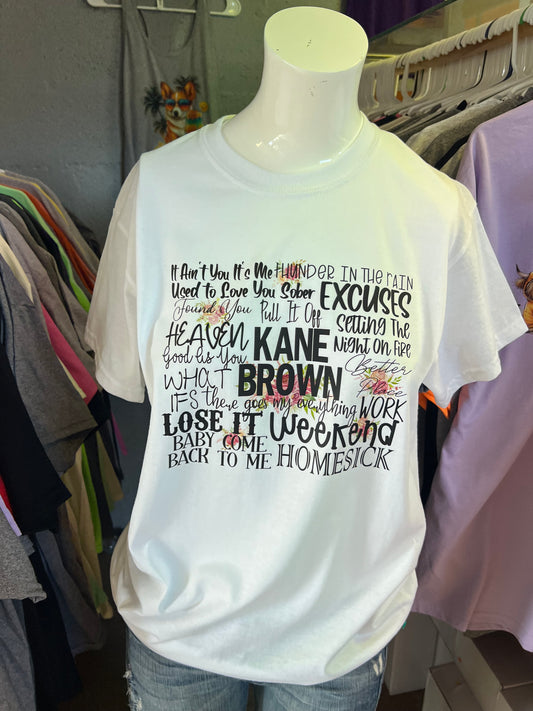 It Ain't You It's Me THUNDER IN THE RAIN
Used to Love You Sober EXCUSES
Found You Pull It Off Setting The
HEAVEN KANE Night On Fire
Good As You BROWN Better
WHAT Place
IFS there goes my everything WORK
LOSE IT Weekend
BABY COME
BACK TO ME HOMESICK